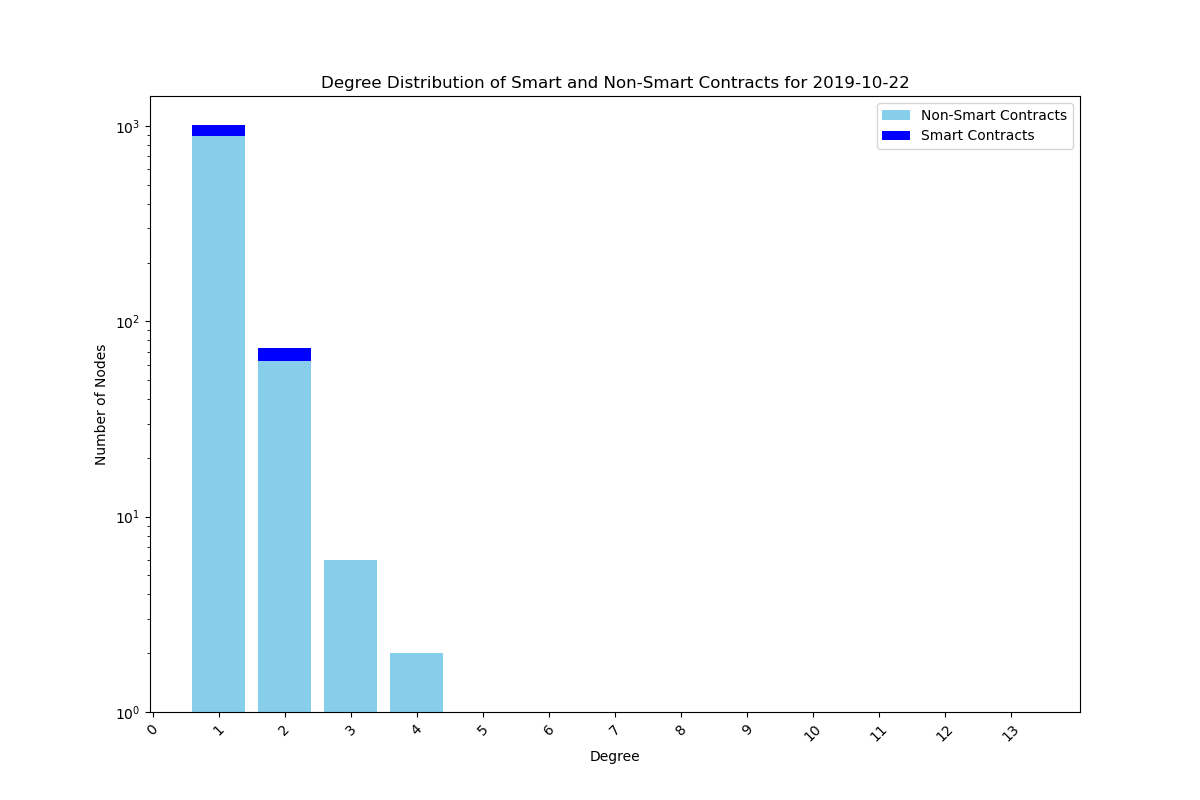 Degree Distribution of Smart and Non-Smart Contracts for 2019-10-22
Non-Smart Contracts
Smart Contracts
Number of Nodes
10³
10²
10¹
10⁰
0 1 2 3 4 5 6 7 8 9 10 11 12 13
Degree